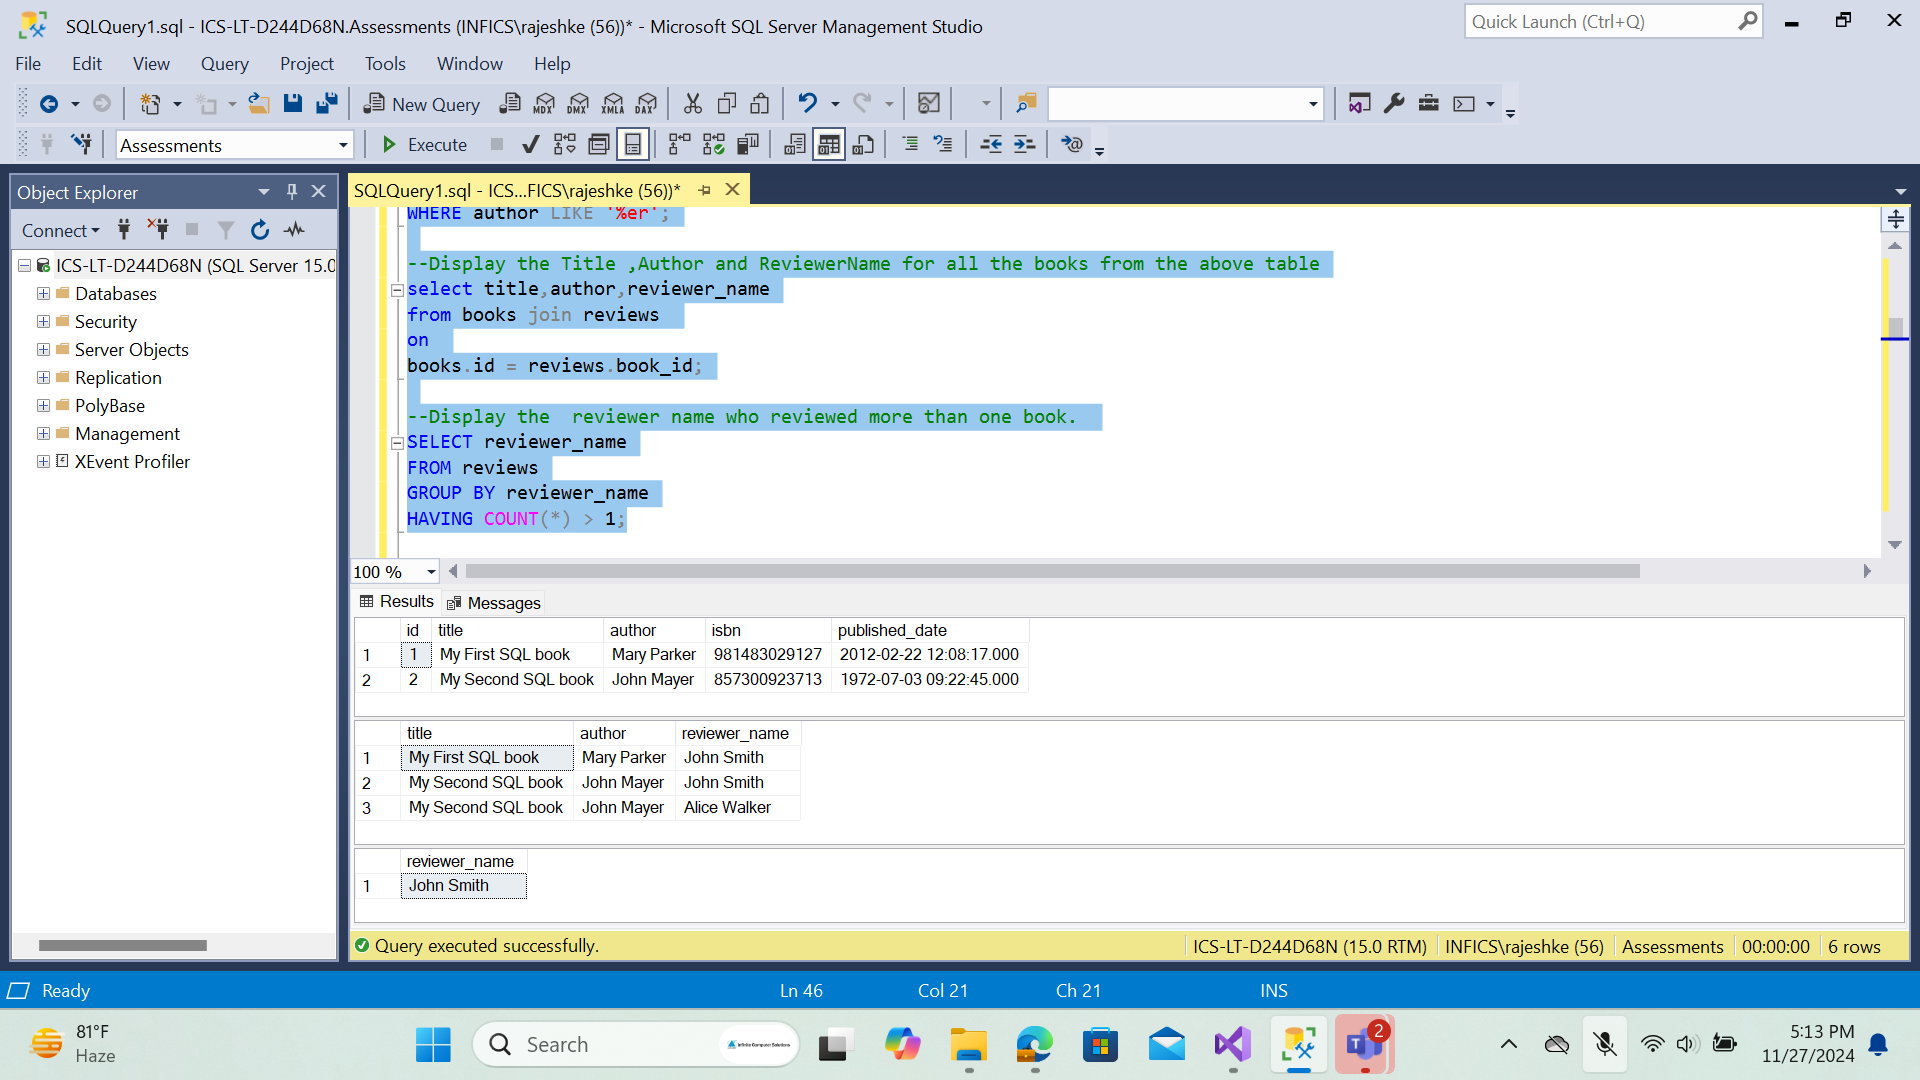 SQLQuery1.sql - ICS-LT-D244D68N.Assessments (INFICS\rajeshke (56))* - Microsoft SQL Server Management Studio
Quick Launch (Ctrl+Q)
File Edit View Query Project Tools Window Help
New Query MDX DMX XMLA DAX
Assessments Execute
Object Explorer
SQLQuery1.sql - ICS...FICS\rajeshke (56))*
Connect
ICS-LT-D244D68N (SQL Server 15.0
Databases
Security
Server Objects
Replication
PolyBase
Management
XEvent Profiler
WHERE author LIKE '%er';
--Display the Title ,Author and ReviewerName for all the books from the above table
select title,author,reviewer_name
from books join reviews
on
books.id = reviews.book_id;
--Display the  reviewer name who reviewed more than one book.
SELECT reviewer_name
FROM reviews
GROUP BY reviewer_name
HAVING COUNT(*) > 1;
100 %
Results Messages
id title author isbn published_date
1 1 My First SQL book Mary Parker 981483029127 2012-02-22 12:08:17.000
2 2 My Second SQL book John Mayer 857300923713 1972-07-03 09:22:45.000
title author reviewer_name
1 My First SQL book Mary Parker John Smith
2 My Second SQL book John Mayer John Smith
3 My Second SQL book John Mayer Alice Walker
reviewer_name
1 John Smith
Query executed successfully. ICS-LT-D244D68N (15.0 RTM) INFICS\rajeshke (56) Assessments 00:00:00 6 rows
Ready Ln 46 Col 21 Ch 21 INS
81°F
Haze
Search
Infinite Computer Solutions
2
5:13 PM
11/27/2024